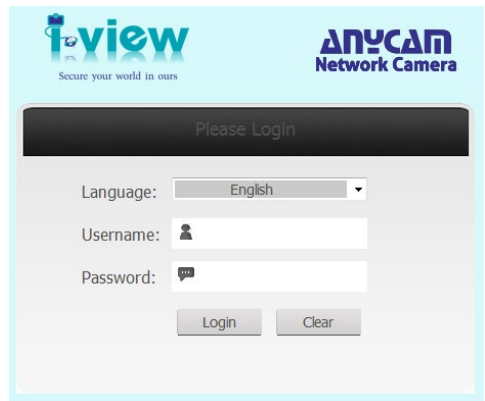 i-view
Secure your world in ours
ANYCAM
Network Camera
Please Login
Language: English
Username:
Password:
Login Clear